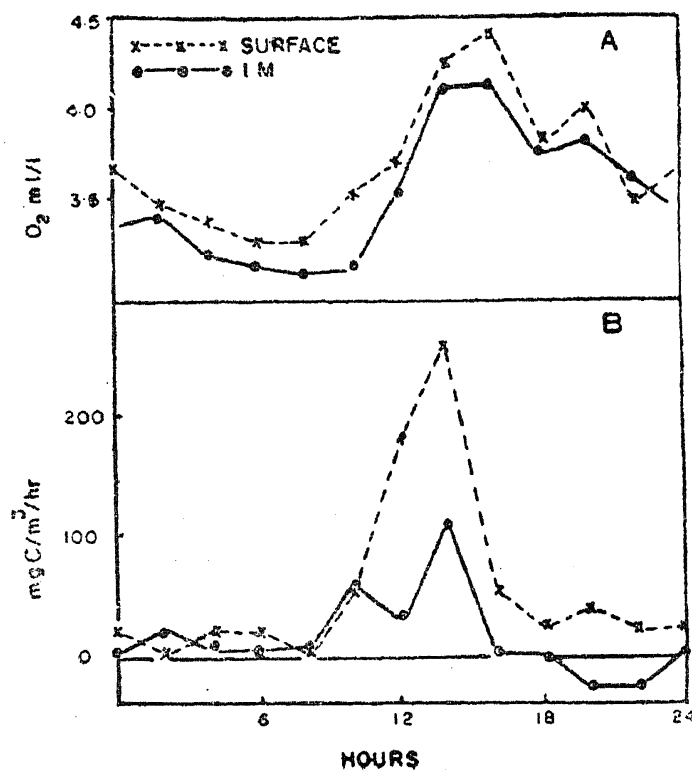 4.5
x----x----x SURFACE
1 M
A
4.0
3.5
O2 ml/l
B
200
100
0
mg C/m3/hr
6
12
18
24
HOURS